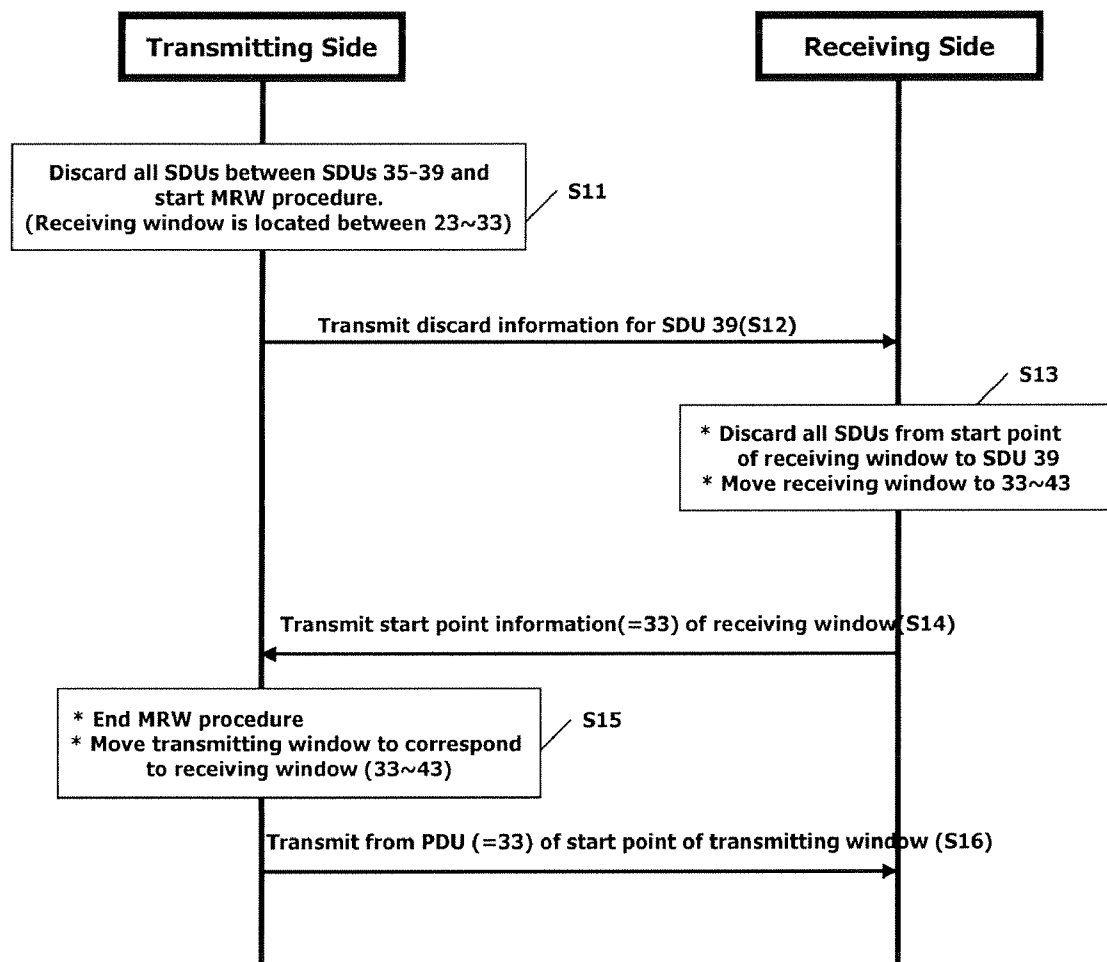 Transmitting Side
Receiving Side
Discard all SDUs between SDUs 35-39 and
start MRW procedure.
(Receiving window is located between 23~33)
S11
Transmit discard information for SDU 39(S12)
S13
* Discard all SDUs from start point
of receiving window to SDU 39
* Move receiving window to 33~43
Transmit start point information(=33) of receiving window(S14)
* End MRW procedure
* Move transmitting window to correspond
to receiving window (33~43)
S15
Transmit from PDU (=33) of start point of transmitting window (S16)